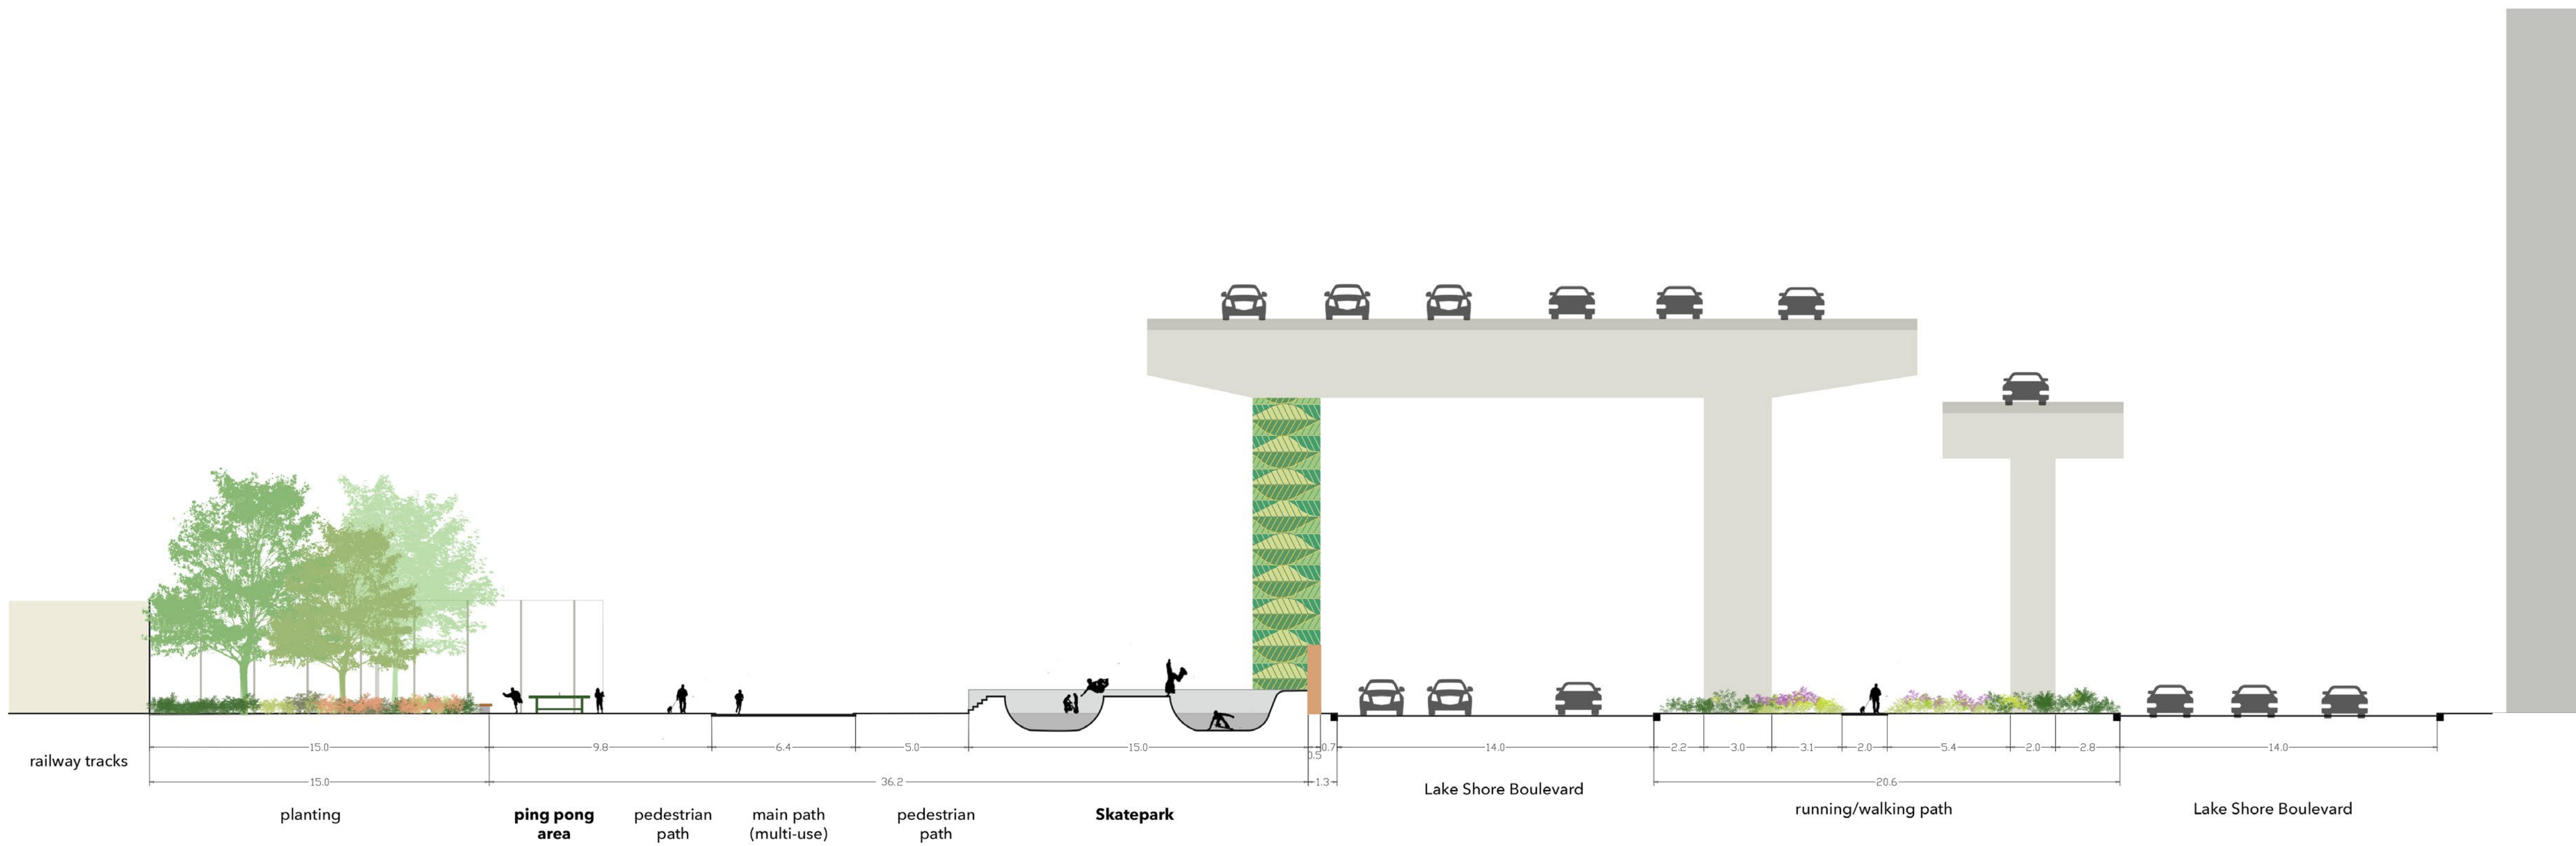 15.0
9.8
6.4
5.0
15.0
0.5
0.7
14.0
2.2
3.0
3.1
2.0
5.4
2.0
2.8
14.0
15.0
36.2
1.3
20.6
railway tracks
planting
ping pong
area
pedestrian
path
main path
(multi-use)
pedestrian
path
Skatepark
Lake Shore Boulevard
running/walking path
Lake Shore Boulevard